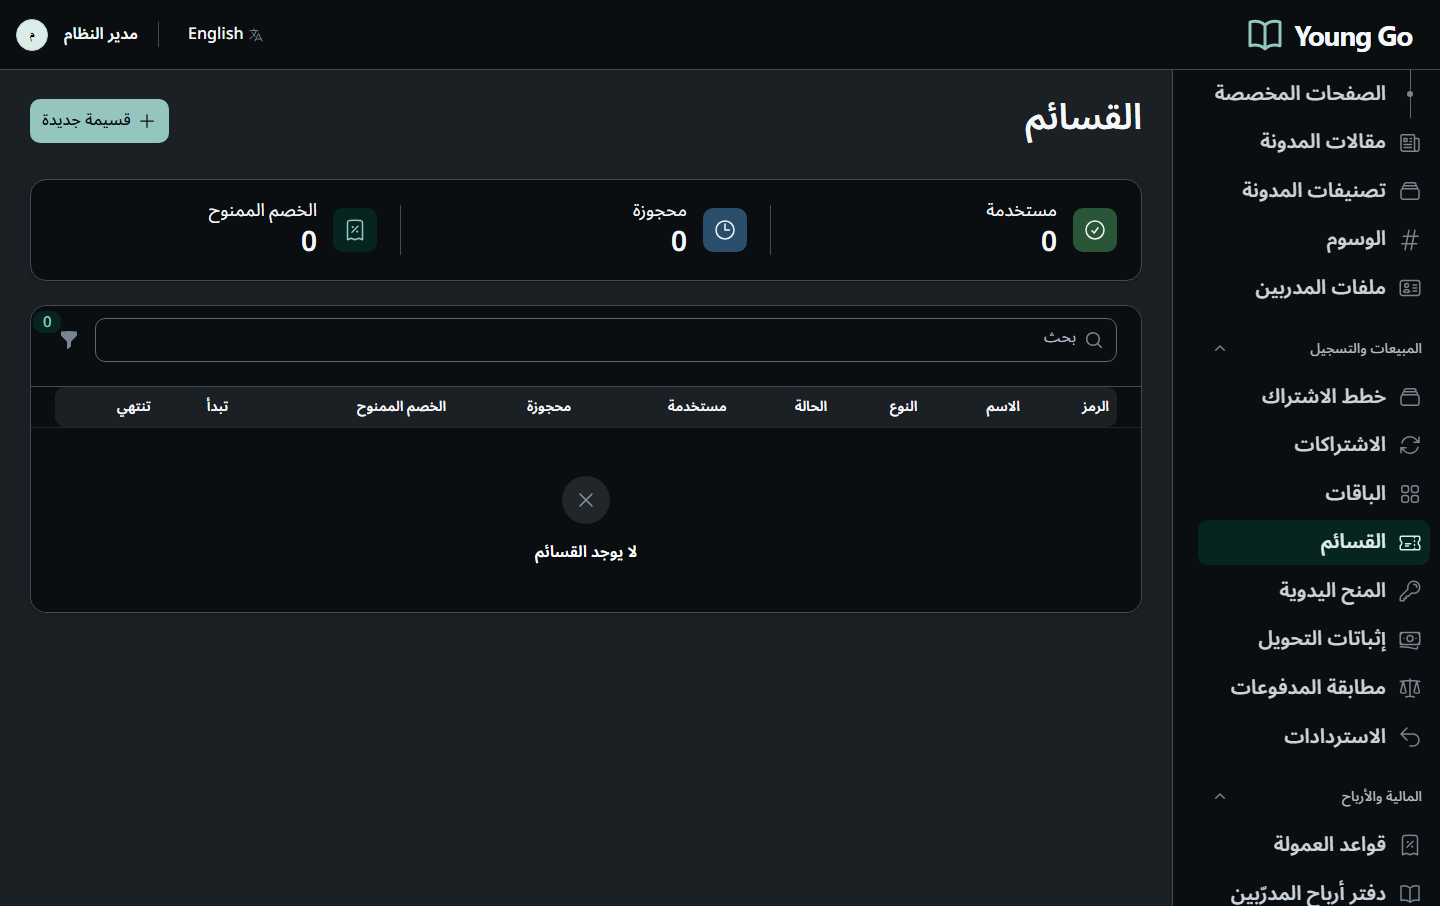 Young Go
English
مدير النظام
م
الصفحات المخصصة
مقالات المدونة
تصنيفات المدونة
الوسوم
ملفات المدربين
المبيعات والتسجيل
خطط الاشتراك
الاشتراكات
الباقات
القسائم
المنح اليدوية
إثباتات التحويل
مطابقة المدفوعات
الاستردادات
المالية والأرباح
قواعد العمولة
دفتر أرباح المدرّبين
القسائم
قسيمة جديدة
مستخدمة
0
محجوزة
0
الخصم الممنوح
0
بحث
0
الرمز الاسم النوع الحالة مستخدمة محجوزة الخصم الممنوح تبدأ تنتهي
لا يوجد القسائم